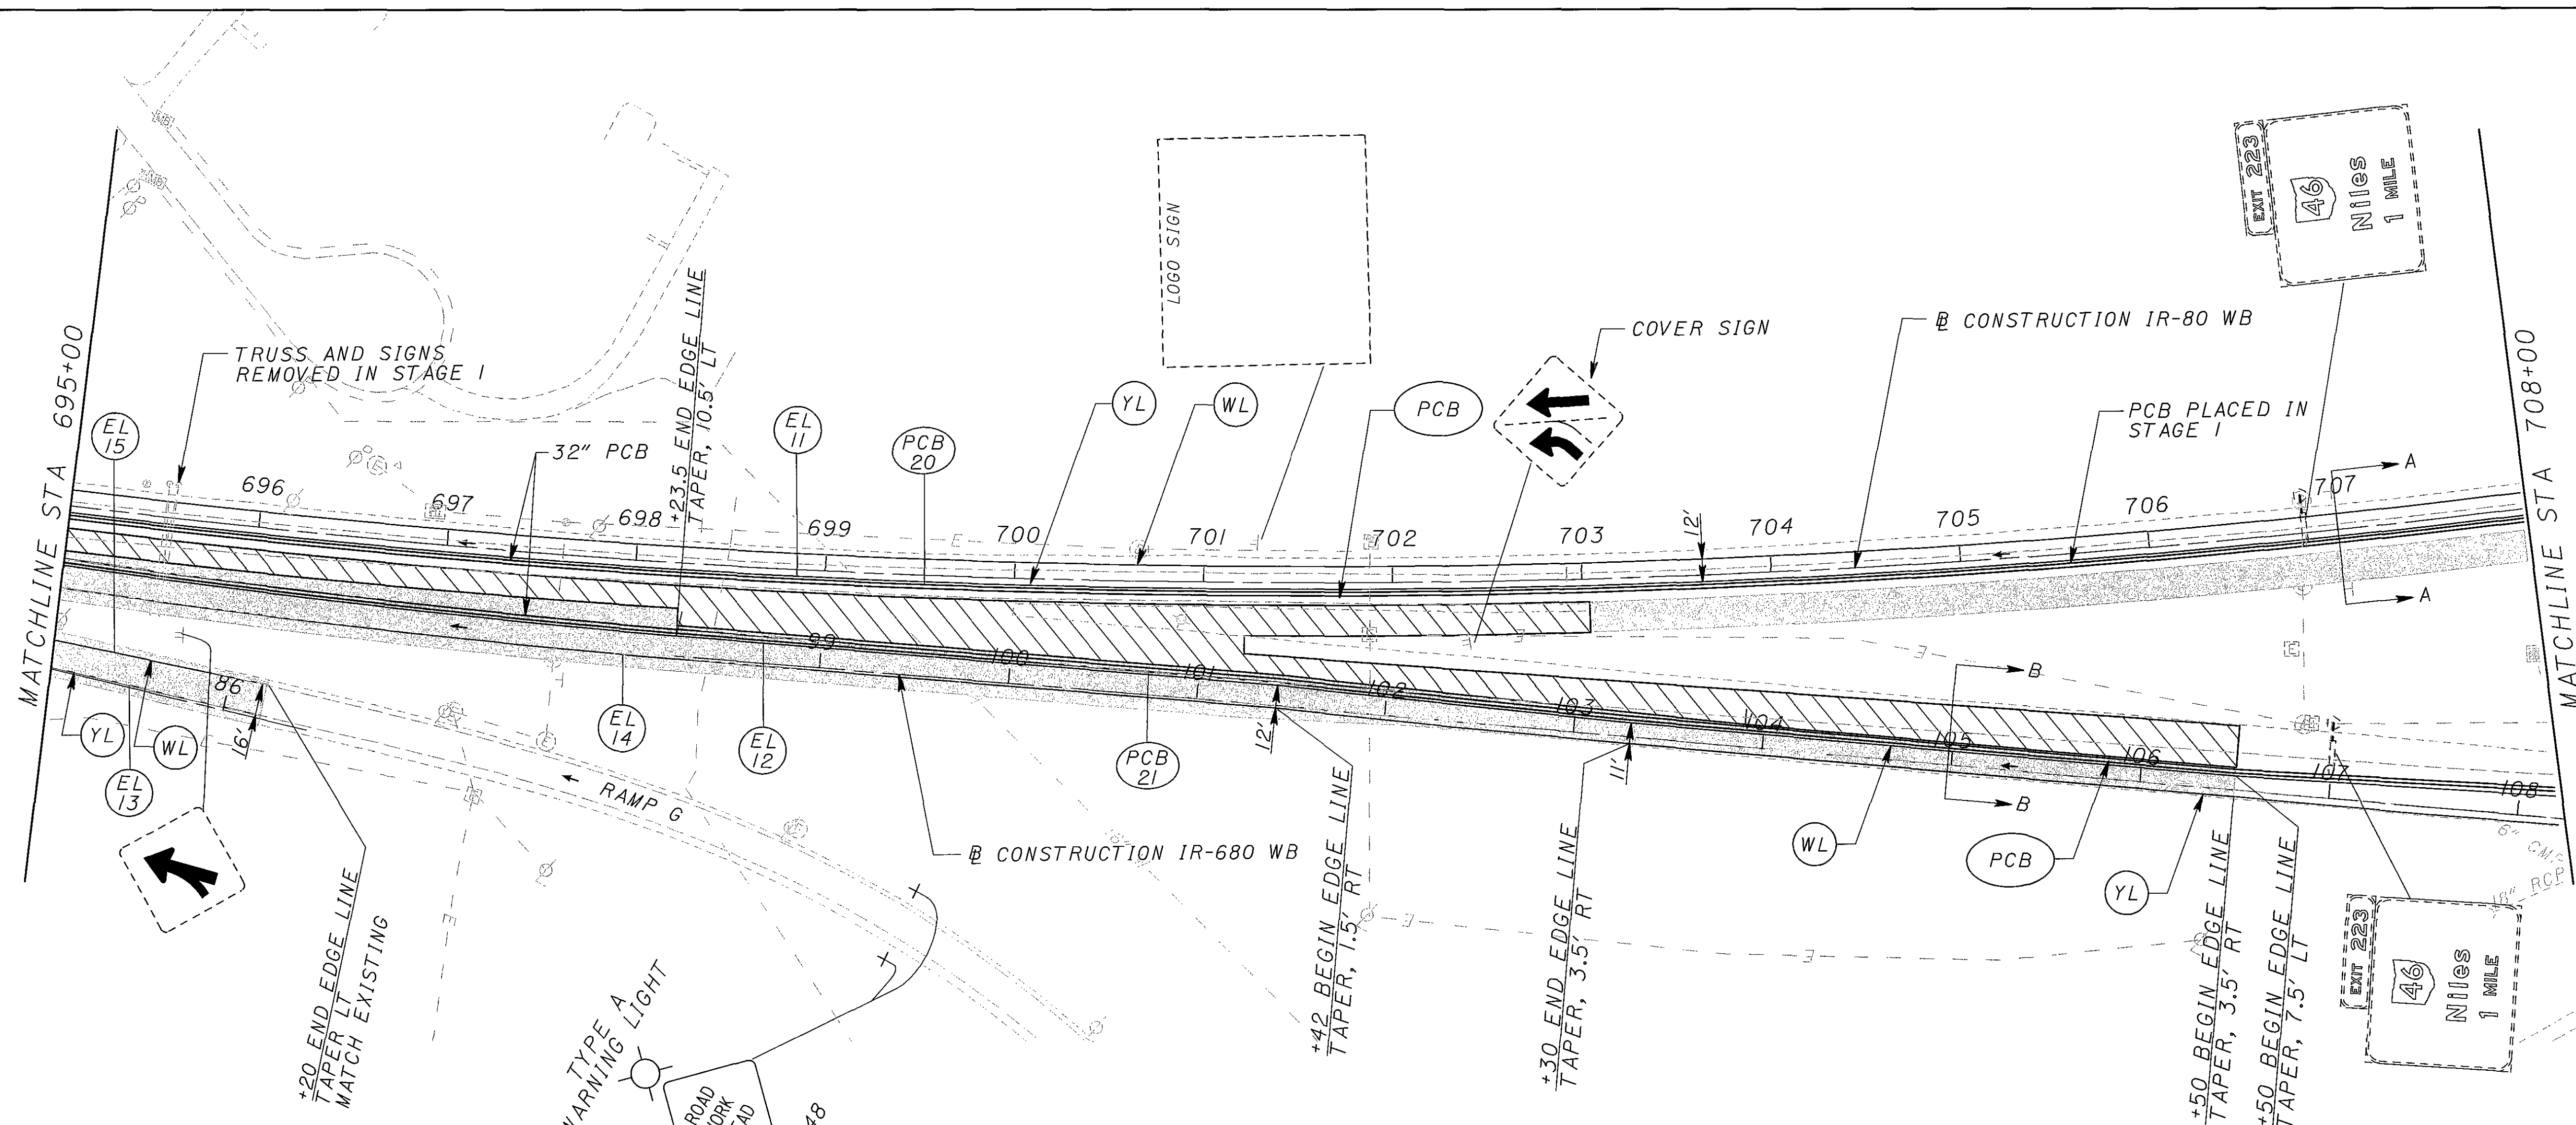 MATCHLINE STA 695+00
MATCHLINE STA 708+00
TRUSS AND SIGNS
REMOVED IN STAGE 1
EL
15
32" PCB
+23.5 END EDGE LINE
TAPER, 10.5' LT
EL
11
PCB
20
YL
WL
LOGO SIGN
PCB
COVER SIGN
℄ CONSTRUCTION IR-80 WB
PCB PLACED IN
STAGE 1
EXIT 223
46
Niles
1 MILE
A
A
696
697
698
699
700
701
702
703
704
705
706
707
12'
99
100
101
102
103
104
105
106
107
108
B
B
86
16'
YL
WL
EL
13
EL
14
EL
12
PCB
21
12'
11'
RAMP G
℄ CONSTRUCTION IR-680 WB
WL
PCB
YL
+20 END EDGE LINE
TAPER LT
MATCH EXISTING
+42 BEGIN EDGE LINE
TAPER, 1.5' RT
+30 END EDGE LINE
TAPER, 3.5' RT
+50 BEGIN EDGE LINE
TAPER, 3.5' RT
+50 BEGIN EDGE LINE
TAPER, 7.5' LT
EXIT 223
46
Niles
1 MILE
6"
RCP
TYPE A
WARNING LIGHT
ROAD
48